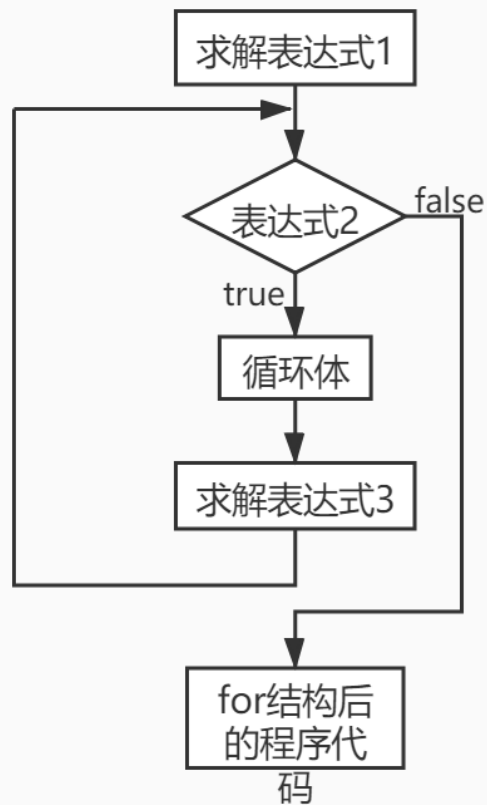 求解表达式1
表达式2
false
true
循环体
求解表达式3
for结构后
的程序代
码